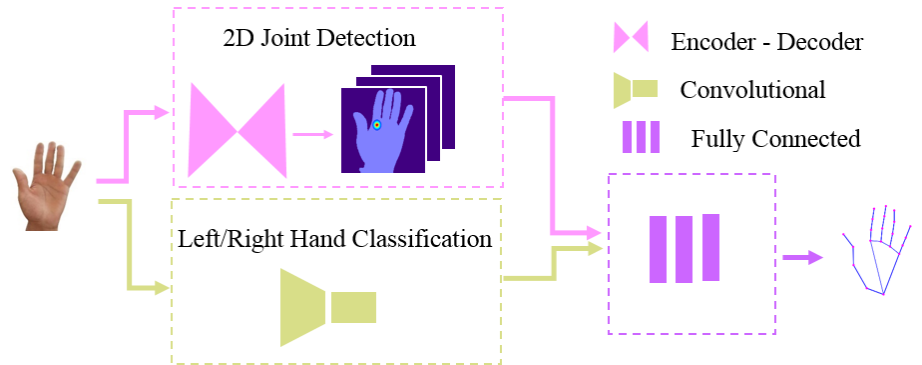 2D Joint Detection
Left/Right Hand Classification
Encoder - Decoder
Convolutional
Fully Connected